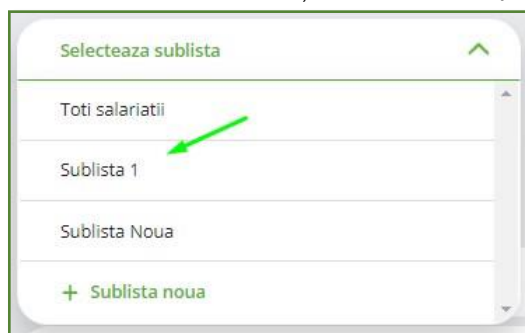 Selecteaza sublista
Toti salariatii
Sublista 1
Sublista Noua
+ Sublista noua